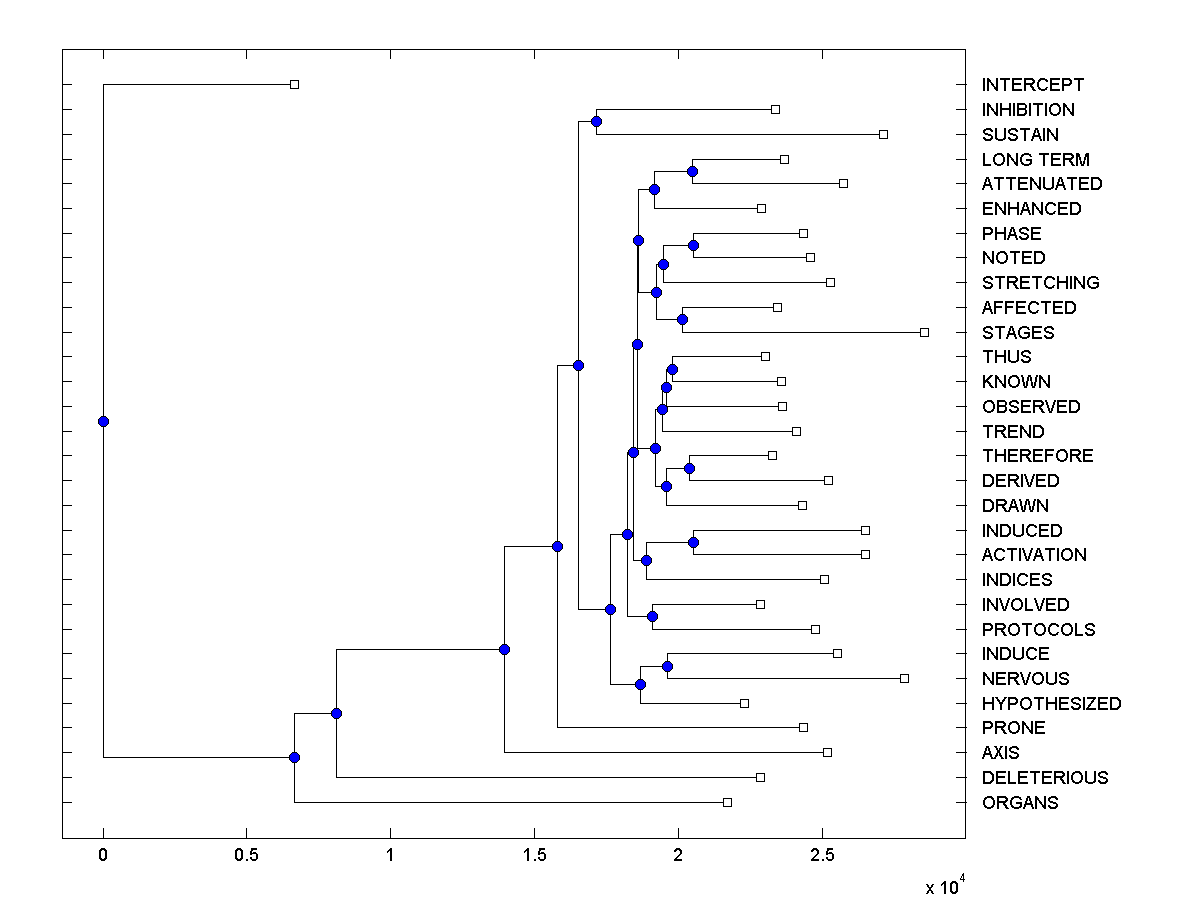 INTERCEPT
INHIBITION
SUSTAIN
LONG TERM
ATTENUATED
ENHANCED
PHASE
NOTED
STRETCHING
AFFECTED
STAGES
THUS
KNOWN
OBSERVED
TREND
THEREFORE
DERIVED
DRAWN
INDUCED
ACTIVATION
INDICES
INVOLVED
PROTOCOLS
INDUCE
NERVOUS
HYPOTHESIZED
PRONE
AXIS
DELETERIOUS
ORGANS
0 0.5 1 1.5 2 2.5
x 10^4